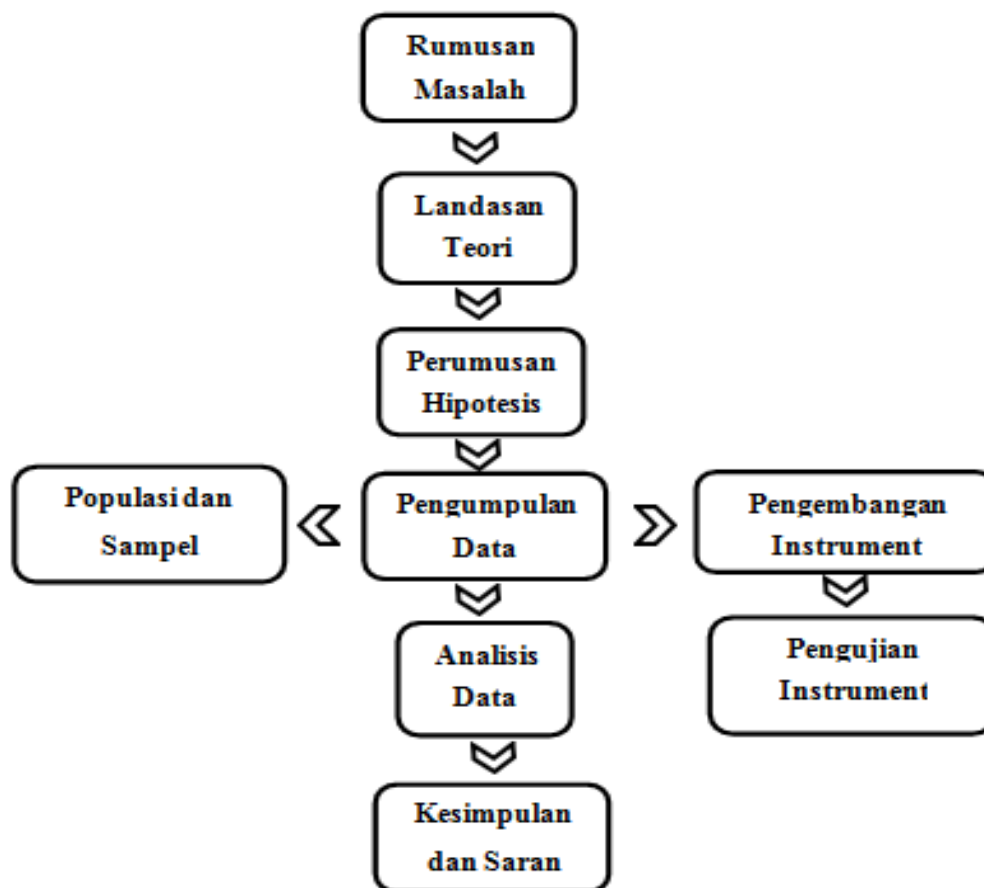 Rumusan
Masalah
Landasan
Teori
Perumusan
Hipotesis
Populasi dan
Sampel
Pengumpulan
Data
Pengembangan
Instrument
Analisis
Data
Pengujian
Instrument
Kesimpulan
dan Saran